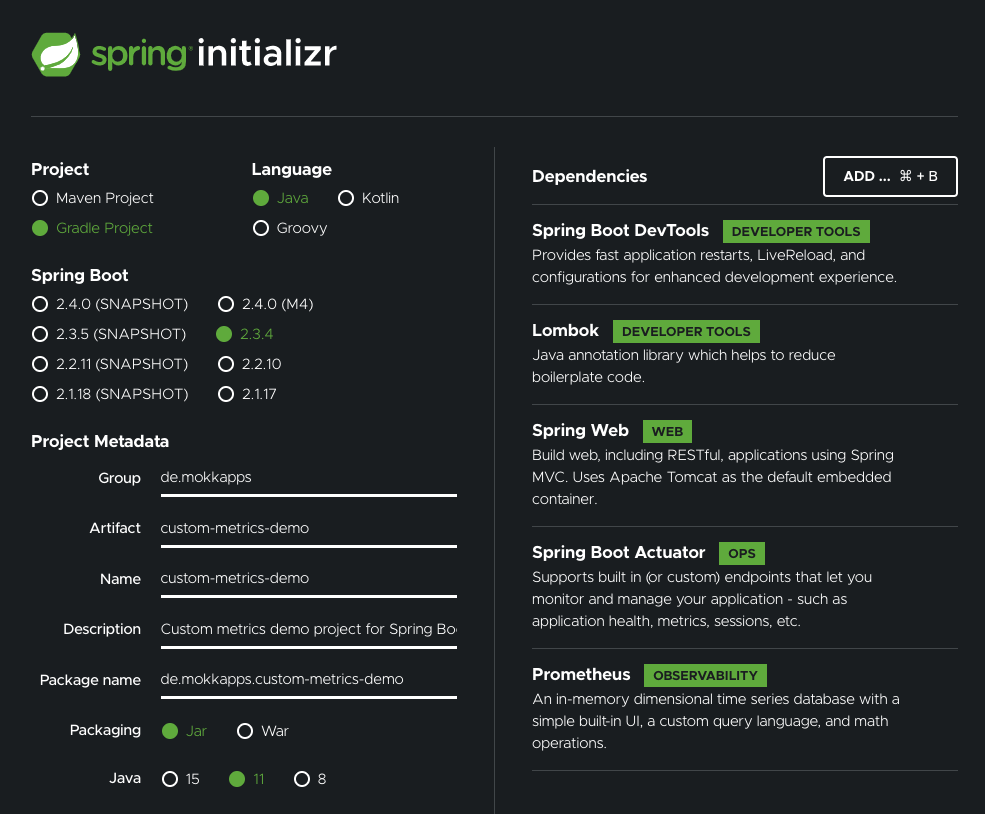 spring initializr
Project
Maven Project
Gradle Project
Language
Java Kotlin
Groovy
Spring Boot
2.4.0 (SNAPSHOT) 2.4.0 (M4)
2.3.5 (SNAPSHOT) 2.3.4
2.2.11 (SNAPSHOT) 2.2.10
2.1.18 (SNAPSHOT) 2.1.17
Project Metadata
Group de.mokkapps
Artifact custom-metrics-demo
Name custom-metrics-demo
Description Custom metrics demo project for Spring Boo
Package name de.mokkapps.custom-metrics-demo
Packaging Jar War
Java 15 11 8
Dependencies ADD ... ⌘ + B
Spring Boot DevTools DEVELOPER TOOLS
Provides fast application restarts, LiveReload, and
configurations for enhanced development experience.
Lombok DEVELOPER TOOLS
Java annotation library which helps to reduce
boilerplate code.
Spring Web WEB
Build web, including RESTful, applications using Spring
MVC. Uses Apache Tomcat as the default embedded
container.
Spring Boot Actuator OPS
Supports built in (or custom) endpoints that let you
monitor and manage your application - such as
application health, metrics, sessions, etc.
Prometheus OBSERVABILITY
An in-memory dimensional time series database with a
simple built-in UI, a custom query language, and math
operations.